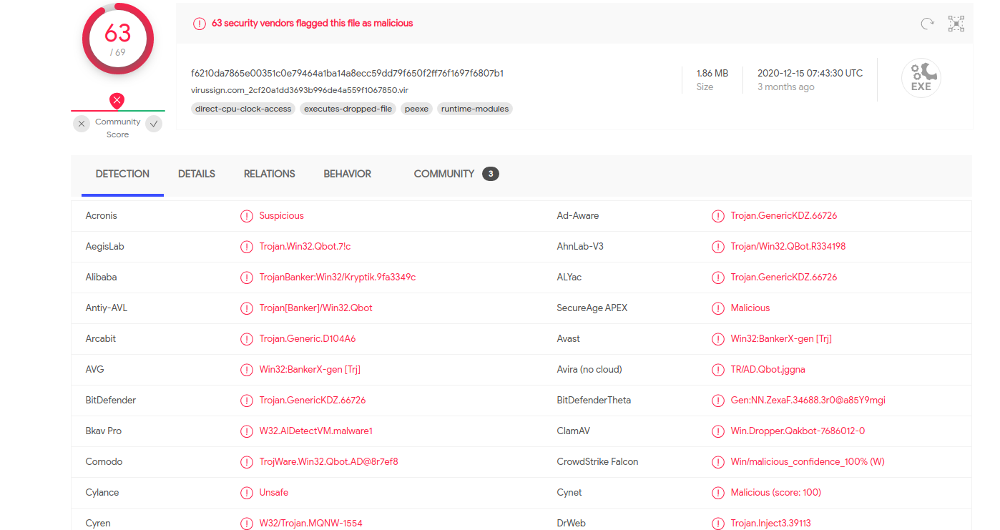 63
/ 69
63 security vendors flagged this file as malicious
f6210da7865e00351c0e79464a1ba14a8ecc59dd79f650f2ff76f1697f6807b1
virussign.com_2cf20a1dd3693b996de4a559f1067850.vir
direct-cpu-clock-access executes-dropped-file peexe runtime-modules
1.86 MB
Size
2020-12-15 07:43:30 UTC
3 months ago
EXE
Community
Score
DETECTION DETAILS RELATIONS BEHAVIOR COMMUNITY 3
Acronis Suspicious Ad-Aware Trojan.GenericKDZ.66726
AegisLab Trojan.Win32.Qbot.7!c AhnLab-V3 Trojan/Win32.QBot.R334198
Alibaba TrojanBanker:Win32/Kryptik.9fa3349c ALYac Trojan.GenericKDZ.66726
Antiy-AVL Trojan[Banker]/Win32.Qbot SecureAge APEX Malicious
Arcabit Trojan.Generic.D104A6 Avast Win32:BankerX-gen [Trj]
AVG Win32:BankerX-gen [Trj] Avira (no cloud) TR/AD.Qbot.jggna
BitDefender Trojan.GenericKDZ.66726 BitDefenderTheta Gen:NN.ZexaF.34688.3r0@a85Y9mgi
Bkav Pro W32.AIDetectVM.malware1 ClamAV Win.Dropper.Qakbot-7686012-0
Comodo TrojWare.Win32.Qbot.AD@8r7ef8 CrowdStrike Falcon Win/malicious_confidence_100% (W)
Cylance Unsafe Cynet Malicious (score: 100)
Cyren W32/Trojan.MQNW-1554 DrWeb Trojan.Inject3.39113